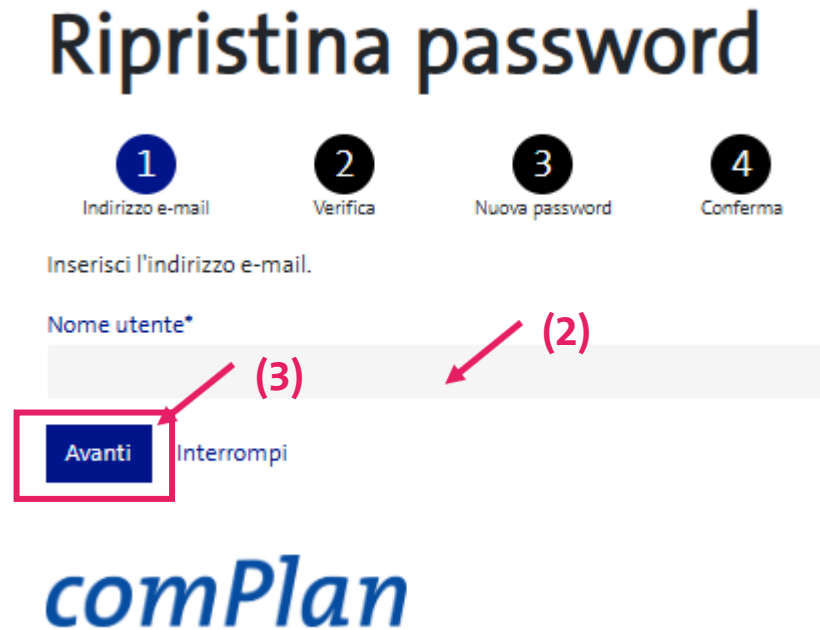 Ripristina password
1 2 3 4
Indirizzo e-mail Verifica Nuova password Conferma
Inserisci l'indirizzo e-mail.
Nome utente*
(2)
(3)
Avanti Interrompi
comPlan